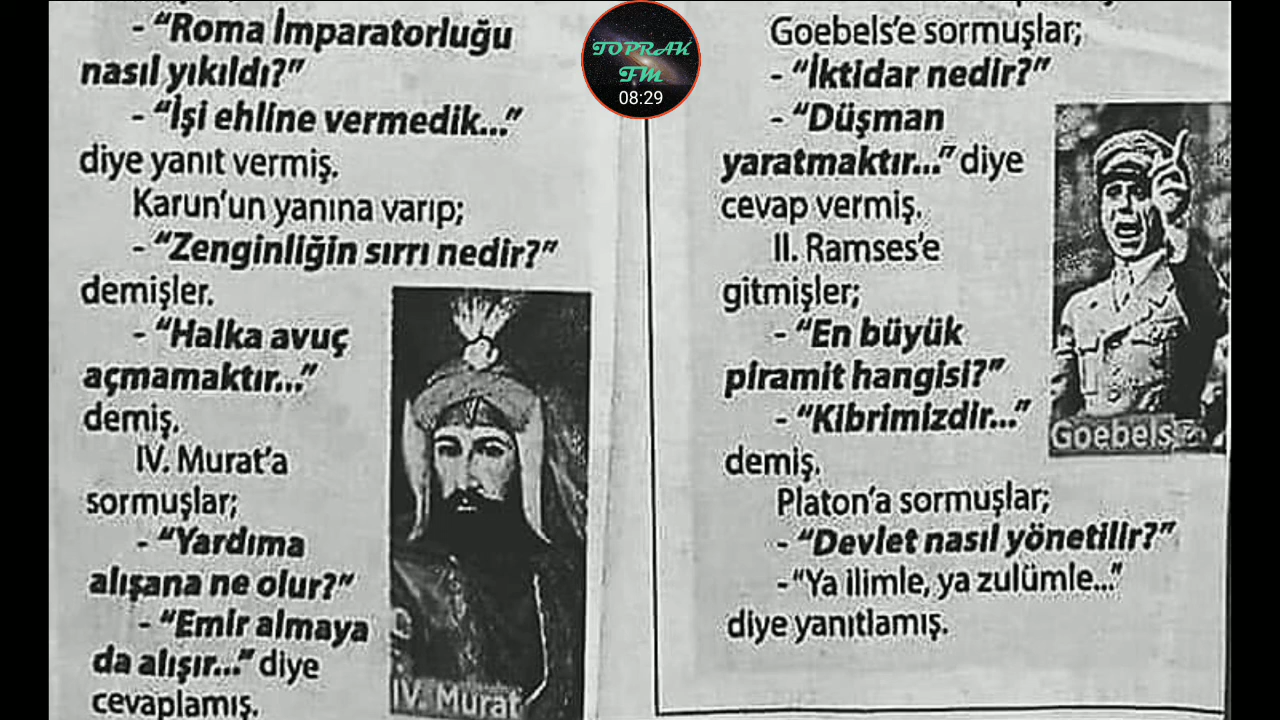 - “Roma İmparatorluğu
nasıl yıkıldı?”
- “İşi ehline vermedik...”
diye yanıt vermiş.
Karun’un yanına varıp;
- “Zenginliğin sırrı nedir?”
demişler.
- “Halka avuç
açmamaktır...”
demiş.
IV. Murat’a
sormuşlar;
- “Yardıma
alışana ne olur?”
- “Emir almaya
da alışır...” diye
cevaplamış.
IV. Murat
TOPRAK
FM
08:29
Goebels’e sormuşlar;
- “İktidar nedir?”
- “Düşman
yaratmaktır...” diye
cevap vermiş.
II. Ramses’e
gitmişler;
- “En büyük
piramit hangisi?”
- “Kibrimizdir...”
demiş.
Goebels
Platon’a sormuşlar;
- “Devlet nasıl yönetilir?”
- “Ya ilimle, ya zulümle...”
diye yanıtlamış.